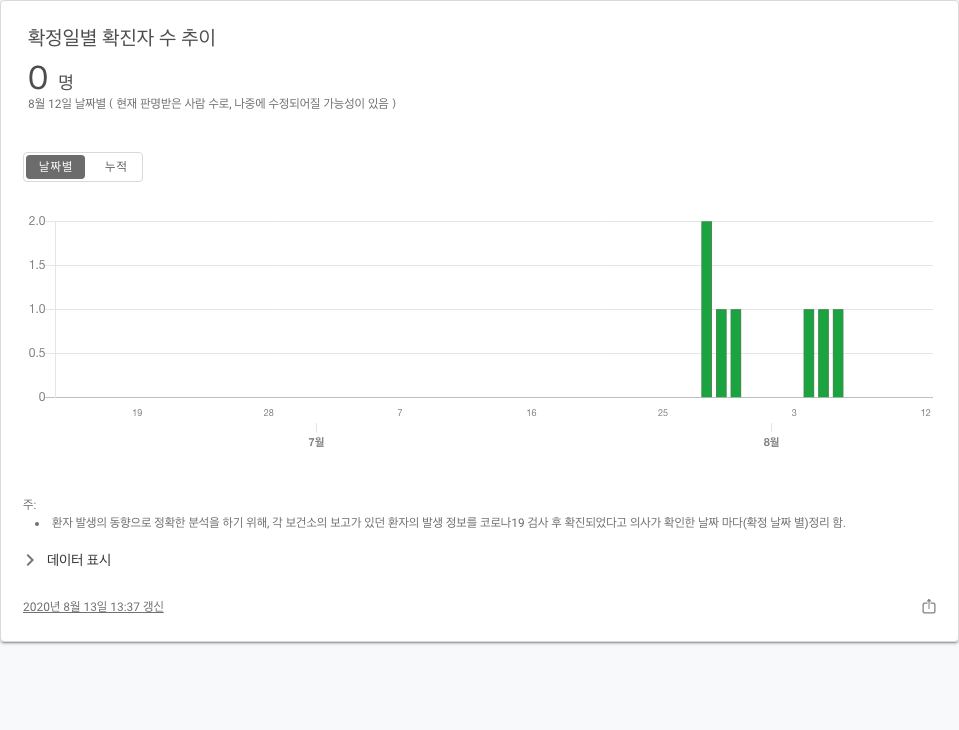 확정일별 확진자 수 추이
0 명
8월 12일 날짜별 ( 현재 판명받은 사람 수로, 나중에 수정되어질 가능성이 있음 )
날짜별 누적
2.0
1.5
1.0
0.5
0
19 28 7 16 25 3 12
7월 8월
주:
• 환자 발생의 동향으로 정확한 분석을 하기 위해, 각 보건소의 보고가 있던 환자의 발생 정보를 코로나19 검사 후 확진되었다고 의사가 확인한 날짜 마다(확정 날짜 별)정리 함.
데이터 표시
2020년 8월 13일 13:37 갱신